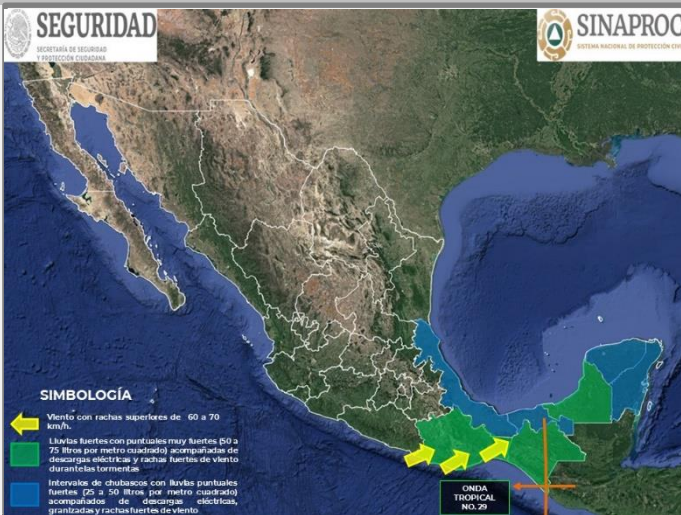 SEGURIDAD
SECRETARÍA DE SEGURIDAD
Y PROTECCIÓN CIUDADANA
SINAPROC
SISTEMA NACIONAL DE PROTECCIÓN CIVI
SIMBOLOGÍA
Viento con rachas superiores de 60 a 70
km/h.
Lluvias fuertes con puntuales muy fuertes (50 a
75 litros por metro cuadrado) acompañadas de
descargas eléctricas y rachas fuertes de viento
durante las tormentas
Intervalos de chubascos con lluvias puntuales
fuertes (25 a 50 litros por metro cuadrado)
acompañados de descargas eléctricas,
granizadas y rachas fuertes de viento
ONDA
TROPICAL
NO. 29